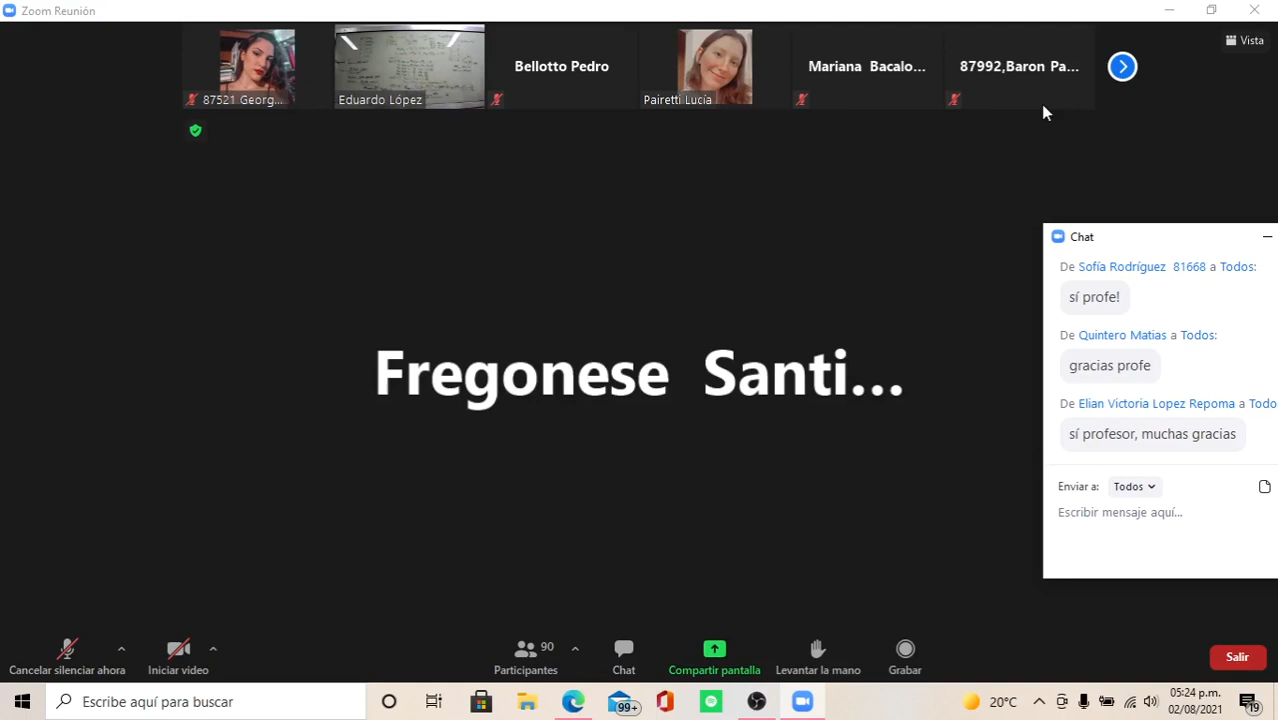 Zoom Reunión
Vista
87521 Georg...
Eduardo López
Bellotto Pedro
Pairetti Lucía
Mariana Bacalo...
87992,Baron Pa...
Fregonese Santi...
Chat
De Sofía Rodríguez 81668 a Todos:
sí profe!
De Quintero Matias a Todos:
gracias profe
De Elian Victoria Lopez Repoma a Todo
sí profesor, muchas gracias
Enviar a: Todos
Escribir mensaje aquí...
Cancelar silenciar ahora
Iniciar video
90
Participantes
Chat
Compartir pantalla
Levantar la mano
Grabar
Salir
Escribe aquí para buscar
99+
20°C
05:24 p.m.
02/08/2021
19